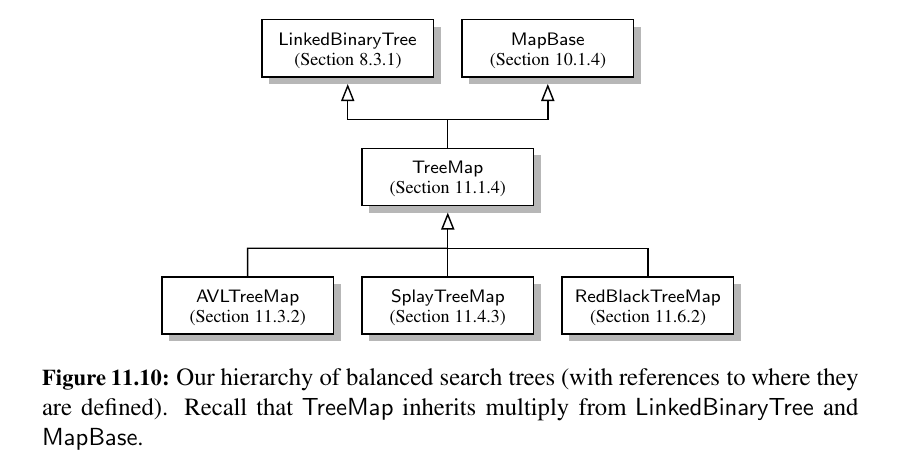 LinkedBinaryTree
(Section 8.3.1)
MapBase
(Section 10.1.4)
TreeMap
(Section 11.1.4)
AVLTreeMap
(Section 11.3.2)
SplayTreeMap
(Section 11.4.3)
RedBlackTreeMap
(Section 11.6.2)
Figure 11.10: Our hierarchy of balanced search trees (with references to where they
are defined). Recall that TreeMap inherits multiply from LinkedBinaryTree and
MapBase.